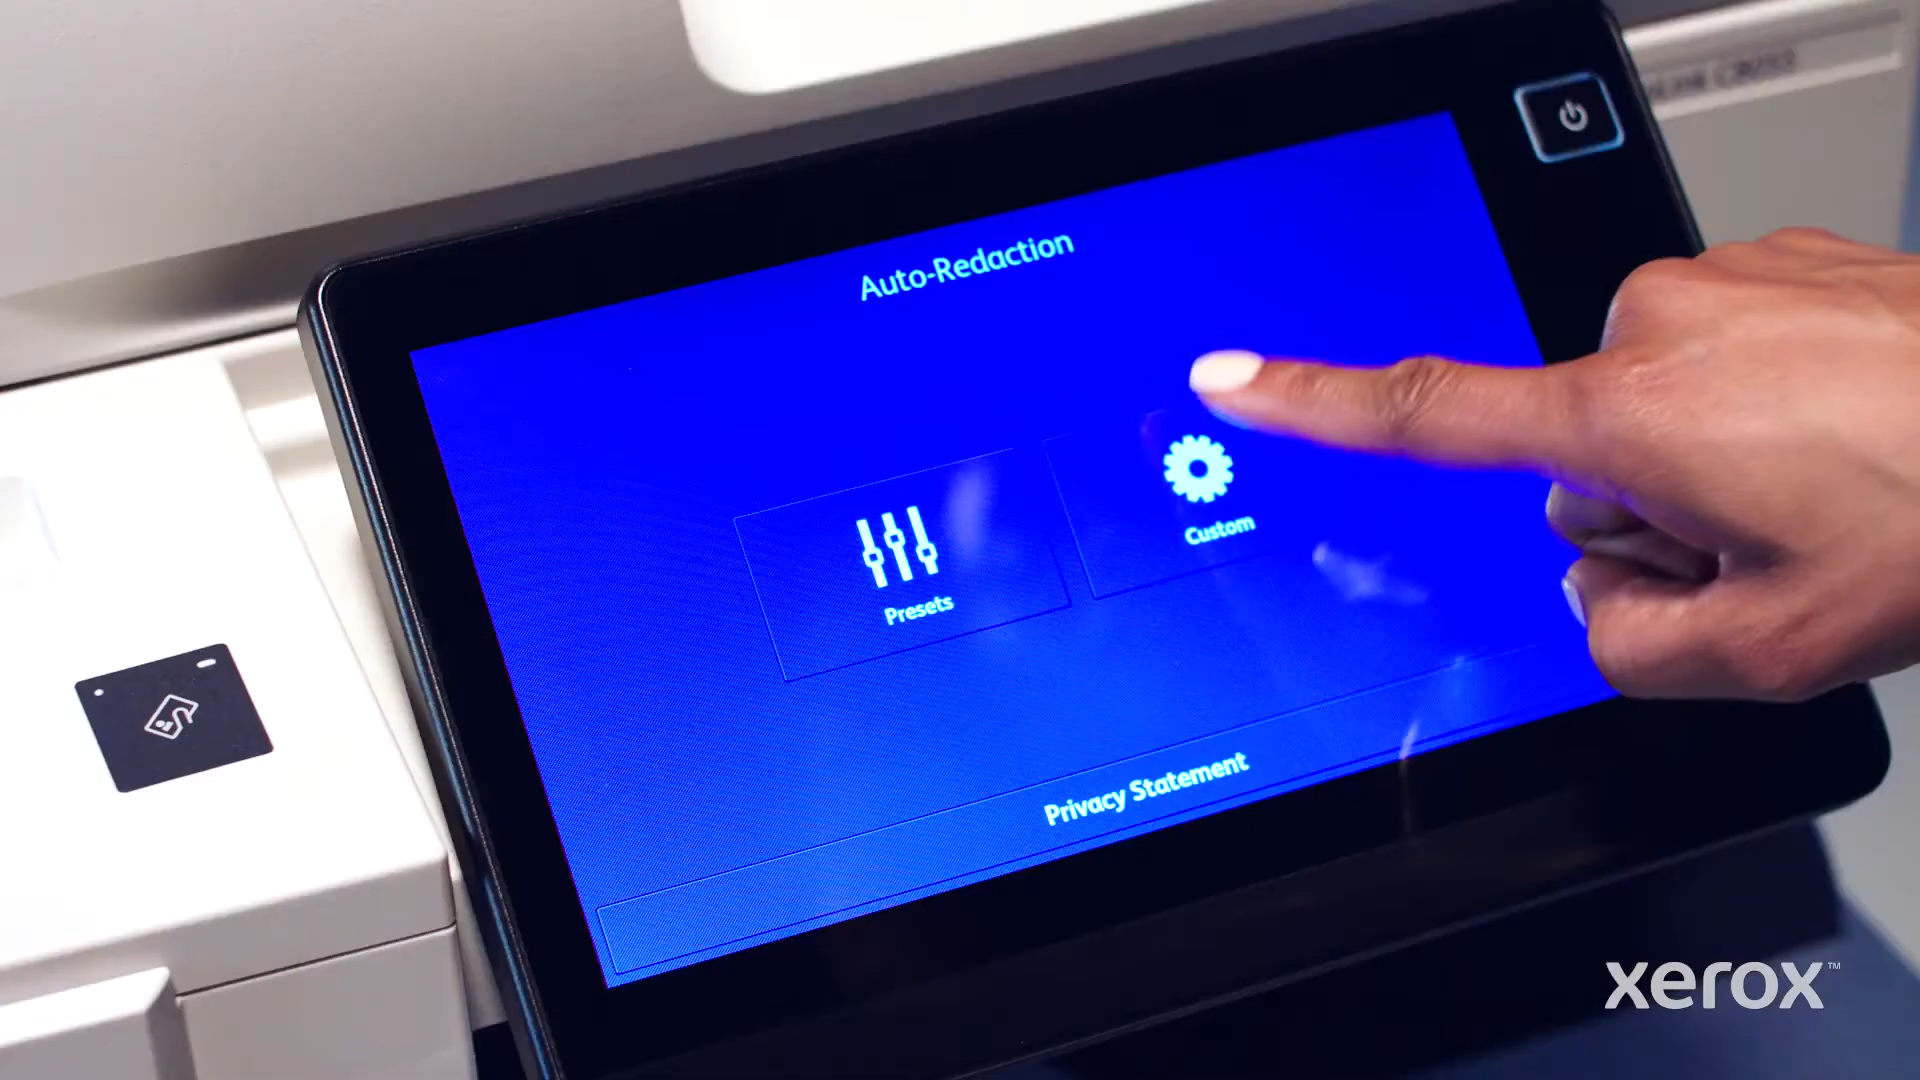 Auto-Redaction
Custom
Presets
Privacy Statement
xerox™